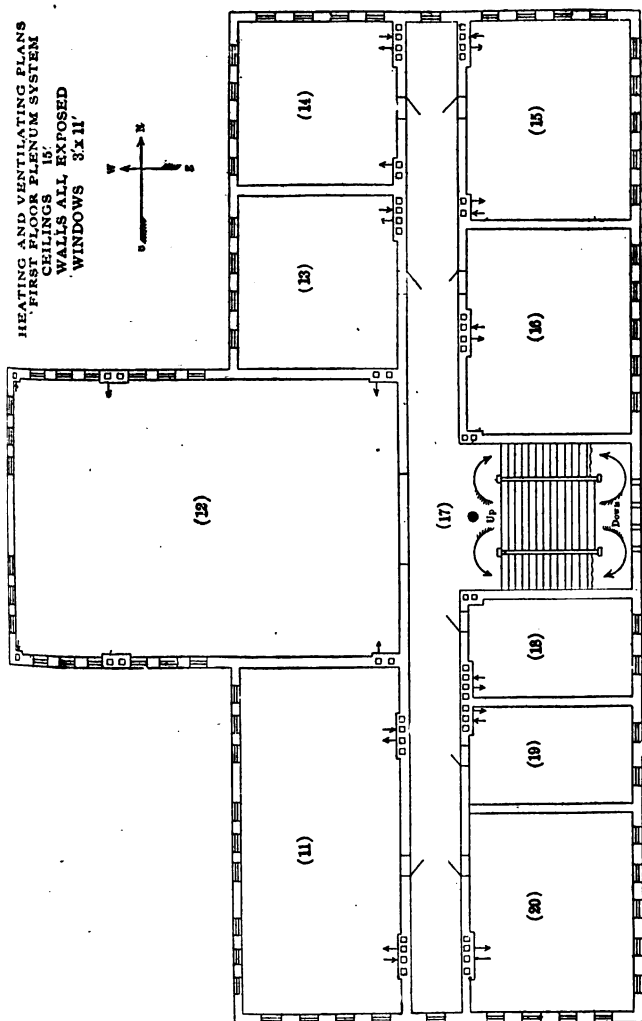 HEATING AND VENTILATING PLANS
FIRST FLOOR PLENUM SYSTEM
CEILINGS 15'
WALLS ALL EXPOSED
WINDOWS 3'x 11'
W
N
S
E
(14)
(15)
(13)
(16)
(12)
(17)
Up
Down
(18)
(19)
(11)
(20)